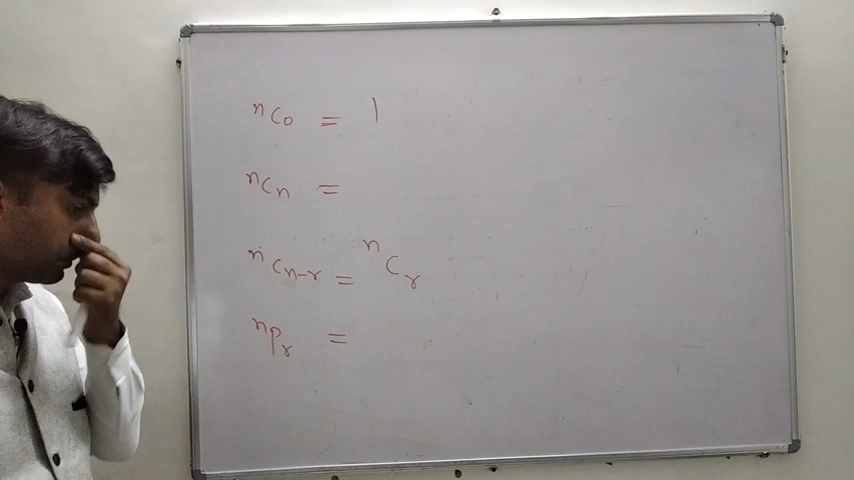 ⁿC₀ = 1
ⁿCₙ =
ⁿCₙ₋ᵣ = ⁿCᵣ
ⁿPᵣ =